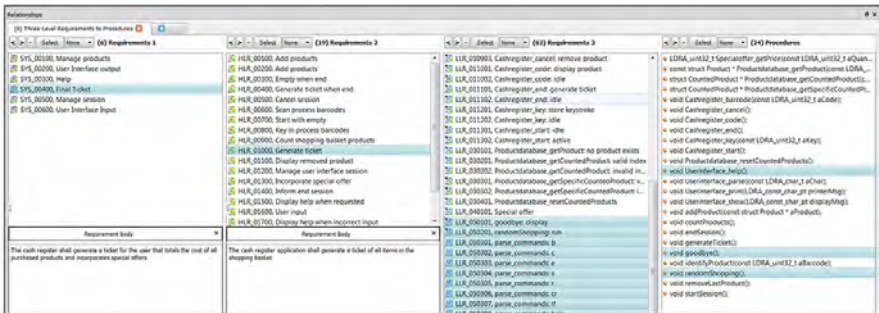 Relationships
[6] Three-Level Requirements to Procedures
< > - Select None (6) Requirements 1
SYS_00100, Manage products
SYS_00200, User Interface output
SYS_00300, Help
SYS_00400, Final Ticket
SYS_00500, Manage session
SYS_00600, User Interface Input
Requirement Body
The cash register shall generate a ticket for the user that totals the cost of all
purchased products and incorporates special offers
< > - Select None (19) Requirements 2
HLR_00100, Add products
HLR_00200, Add products
HLR_00300, Empty when end
HLR_00400, Generate ticket when end
HLR_00500, Cancel session
HLR_00600, Scan process barcodes
HLR_00700, Start with empty
HLR_00800, Key in process barcodes
HLR_00900, Count shopping basket products
HLR_01000, Generate ticket
HLR_01100, Display removed product
HLR_01200, Manage user interface session
HLR_01300, Incorporate special offer
HLR_01400, Inform end session
HLR_01500, Display help when requested
HLR_01600, User input
HLR_01700, Display help when incorrect input
Requirement Body
The cash register application shall generate a ticket of all items in the
shopping basket
< > - Select None (62) Requirements 3
LLR_010903, Cashregister_cancel: remove product
LLR_011001, Cashregister_code: display product
LLR_011002, Cashregister_code: idle
LLR_011101, Cashregister_end: generate ticket
LLR_011102, Cashregister_end: idle
LLR_011201, Cashregister_key: store keystroke
LLR_011202, Cashregister_key: idle
LLR_011301, Cashregister_start: idle
LLR_011302, Cashregister_start: active
LLR_030201, Productdatabase_getProduct: no product exists
LLR_030201, Productdatabase_getCountedProduct: valid index
LLR_030202, Productdatabase_getCountedProduct: invalid in...
LLR_030301, Productdatabase_getSpecificCountedProduct: v...
LLR_030302, Productdatabase_getSpecificCountedProduct: i...
LLR_030401, Productdatabase_resetCountedProducts
LLR_040101, Special offer
LLR_050101, goodbye: display
LLR_050201, randomShopping: run
LLR_050301, parse_commands: b
LLR_050302, parse_commands: c
LLR_050303, parse_commands: e
LLR_050304, parse_commands: s
LLR_050305, parse_commands: r
LLR_050306, parse_commands: cr
LLR_050307, parse_commands: lf
< > - Select None (24) Procedures
LDRA_uint32_t Specialoffer_getPrice(const LDRA_uint32_t aQuan...
const struct Product * Productdatabase_getProduct(const LDRA_...
struct CountedProduct * Productdatabase_getCountedProduct(c...
struct CountedProduct * Productdatabase_getSpecificCountedPr...
void Cashregister_barcode(const LDRA_uint32_t aCode);
void Cashregister_cancel();
void Cashregister_code();
void Cashregister_end();
void Cashregister_key(const LDRA_uint32_t aKey);
void Cashregister_start();
void Productdatabase_resetCountedProducts();
void Userinterface_help();
void Userinterface_parse(const LDRA_char_t aChar);
void Userinterface_print(LDRA_const_char_pt printerMsg);
void Userinterface_show(LDRA_const_char_pt displayMsg);
void addProduct(const struct Product * aProduct);
void countProducts();
void endSession();
void generateTicket();
void goodbye();
void identifyProduct(const LDRA_uint32_t aBarcode);
void randomShopping();
void removeLastProduct();
void startSession();